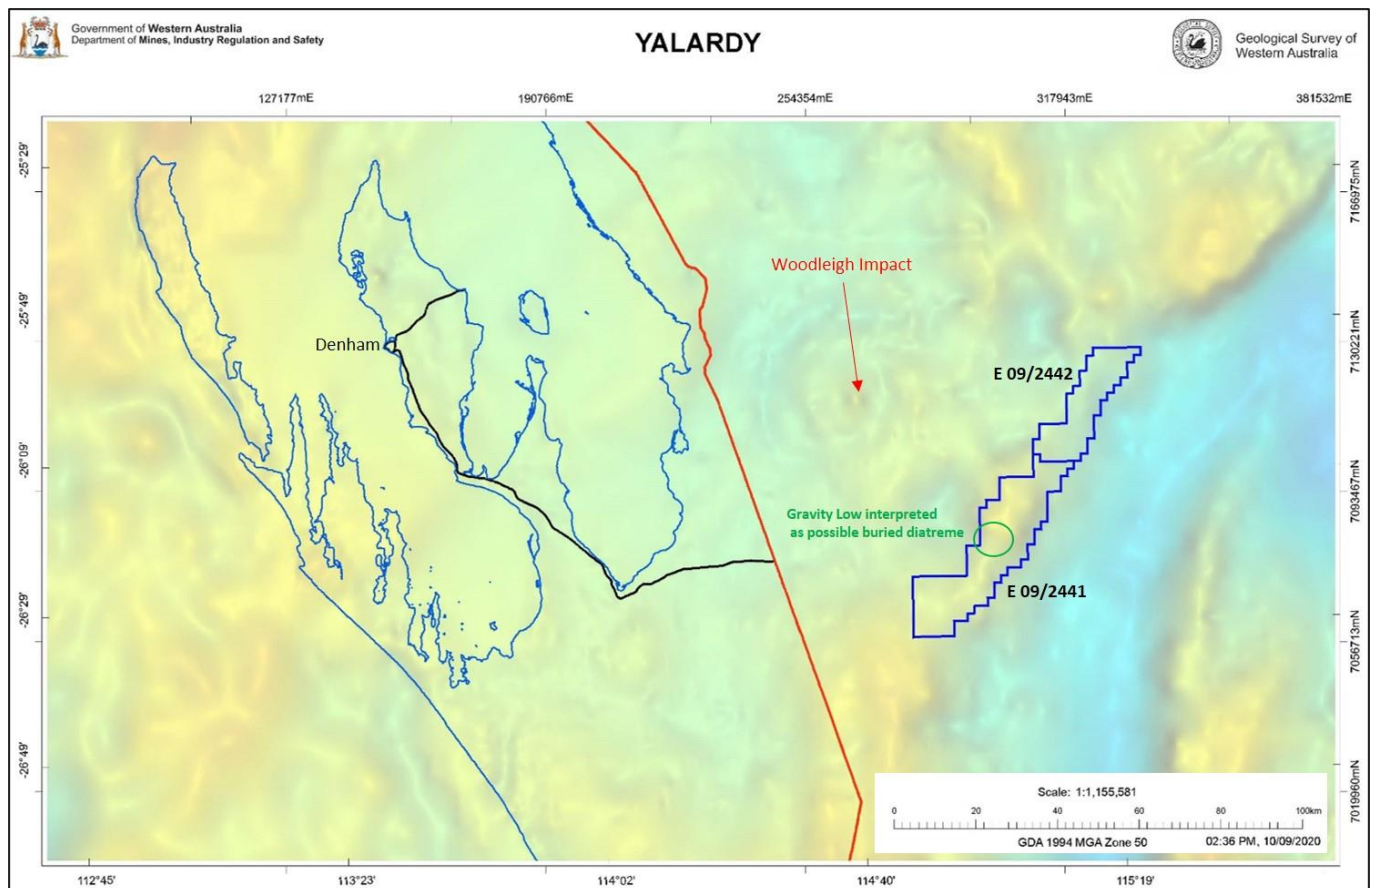 Government of Western Australia
Department of Mines, Industry Regulation and Safety
YALARDY
Geological Survey of
Western Australia
127177mE
190766mE
254354mE
317943mE
381532mE
-25°29'
-25°49'
-26°09'
-26°29'
-26°49'
7166975mN
7130221mN
7093467mN
7056713mN
7019960mN
Woodleigh Impact
Denham
E 09/2442
Gravity Low interpreted
as possible buried diatreme
E 09/2441
Scale: 1:1,155,581
0
20
40
60
80
100km
GDA 1994 MGA Zone 50
02:36 PM, 10/09/2020
112°45'
113°23'
114°02'
114°40'
115°19'